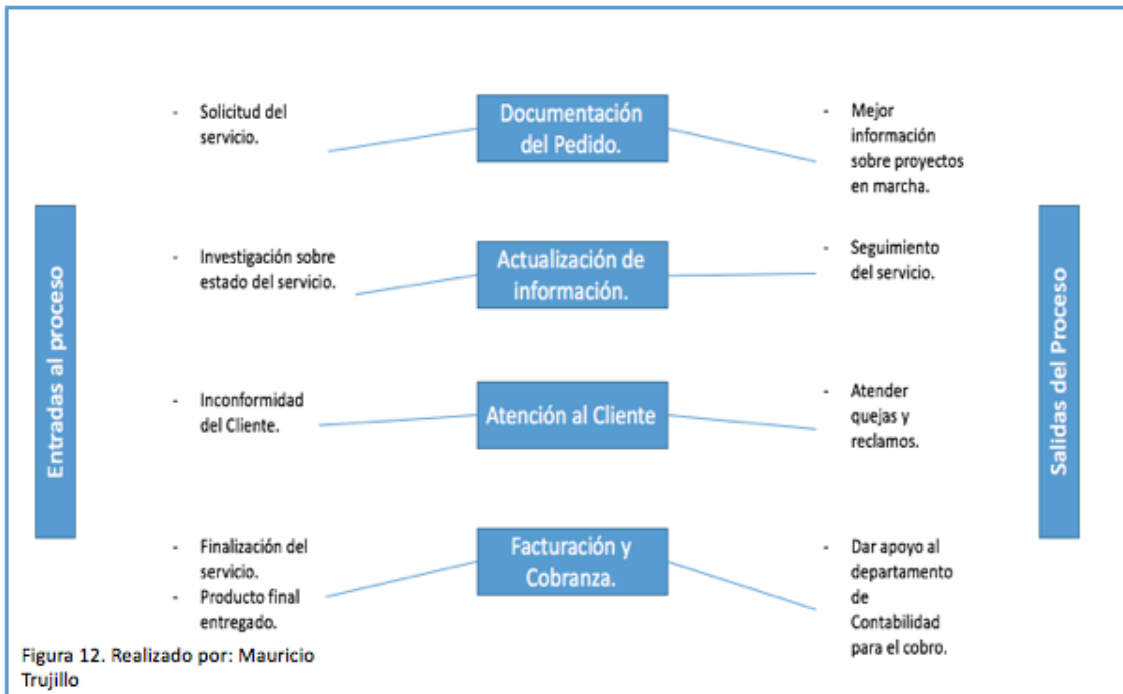 Entradas al proceso
- Solicitud del
servicio.
Documentación
del Pedido.
- Mejor
información
sobre proyectos
en marcha.
- Investigación sobre
estado del servicio.
Actualización de
información.
- Seguimiento
del servicio.
- Inconformidad
del Cliente.
Atención al Cliente
- Atender
quejas y
reclamos.
- Finalización del
servicio.
- Producto final
entregado.
Facturación y
Cobranza.
- Dar apoyo al
departamento
de
Contabilidad
para el cobro.
Salidas del Proceso
Figura 12. Realizado por: Mauricio
Trujillo